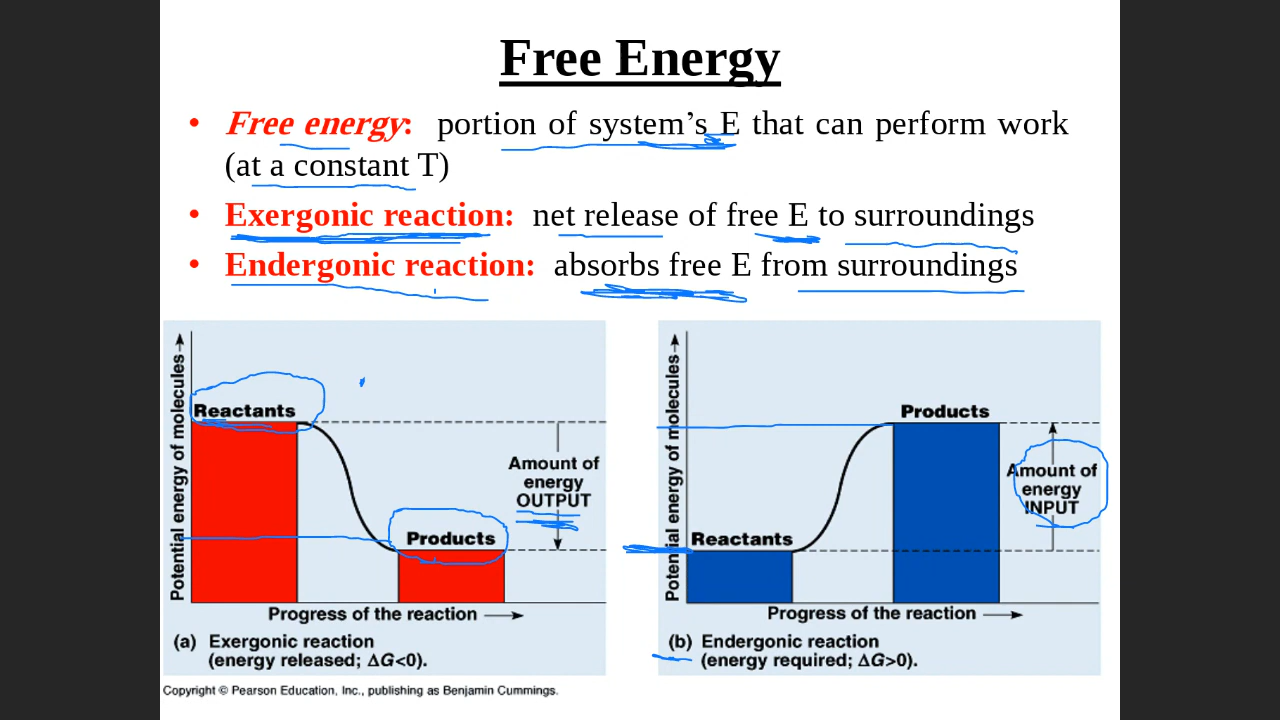 Free Energy
• Free energy: portion of system’s E that can perform work
(at a constant T)
• Exergonic reaction: net release of free E to surroundings
• Endergonic reaction: absorbs free E from surroundings
Potential energy of molecules
Reactants
Products
Amount of
energy
OUTPUT
Progress of the reaction
(a) Exergonic reaction
(energy released; ΔG<0).
Potential energy of molecules
Reactants
Products
Amount of
energy
INPUT
Progress of the reaction
(b) Endergonic reaction
(energy required; ΔG>0).
Copyright © Pearson Education, Inc., publishing as Benjamin Cummings.